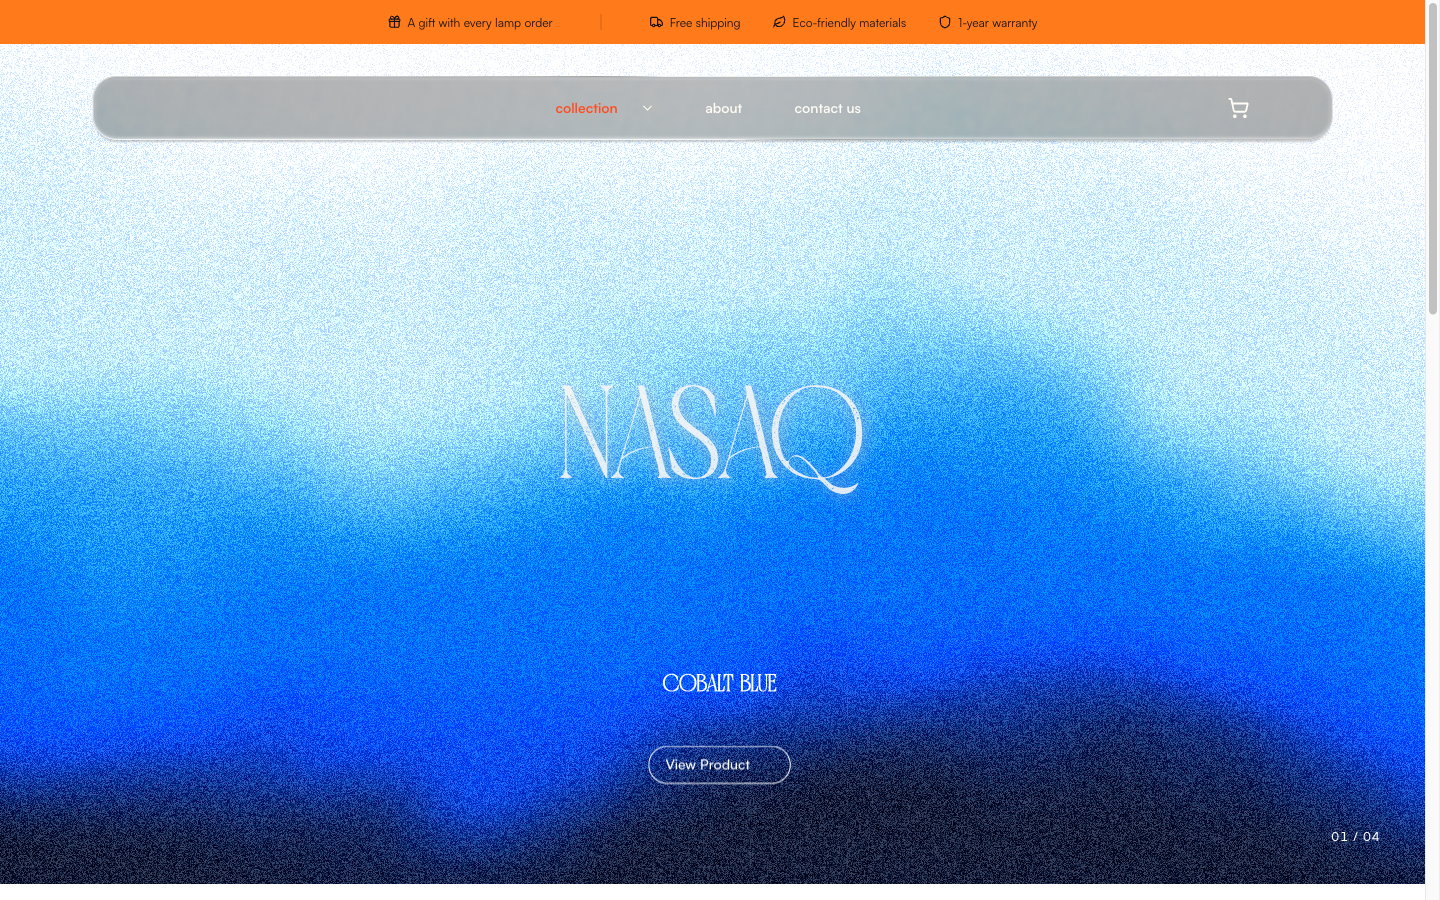 A gift with every lamp order
Free shipping
Eco-friendly materials
1-year warranty
collection
about
contact us
NASAQ
COBALT BLUE
View Product
01 / 04